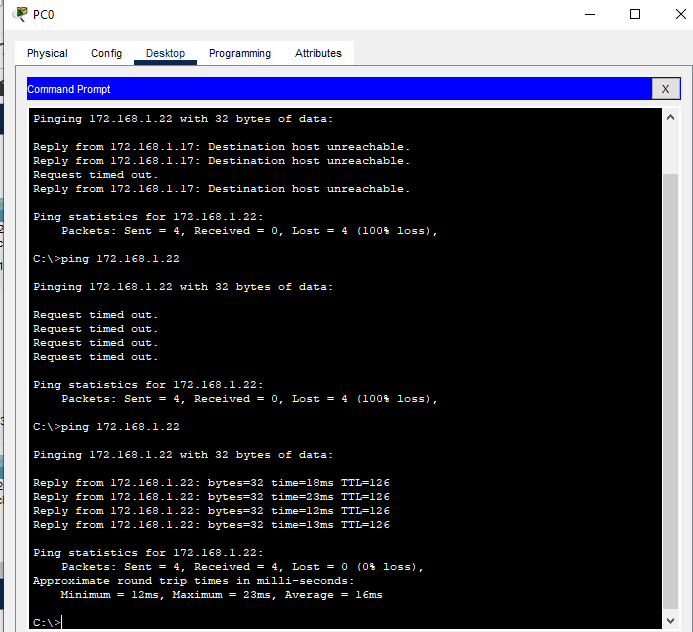 PC0
Physical Config Desktop Programming Attributes
Command Prompt X
Pinging 172.168.1.22 with 32 bytes of data:
Reply from 172.168.1.17: Destination host unreachable.
Reply from 172.168.1.17: Destination host unreachable.
Request timed out.
Reply from 172.168.1.17: Destination host unreachable.
Ping statistics for 172.168.1.22:
Packets: Sent = 4, Received = 0, Lost = 4 (100% loss),
C:\>ping 172.168.1.22
Pinging 172.168.1.22 with 32 bytes of data:
Request timed out.
Request timed out.
Request timed out.
Request timed out.
Ping statistics for 172.168.1.22:
Packets: Sent = 4, Received = 0, Lost = 4 (100% loss),
C:\>ping 172.168.1.22
Pinging 172.168.1.22 with 32 bytes of data:
Reply from 172.168.1.22: bytes=32 time=18ms TTL=126
Reply from 172.168.1.22: bytes=32 time=23ms TTL=126
Reply from 172.168.1.22: bytes=32 time=12ms TTL=126
Reply from 172.168.1.22: bytes=32 time=13ms TTL=126
Ping statistics for 172.168.1.22:
Packets: Sent = 4, Received = 4, Lost = 0 (0% loss),
Approximate round trip times in milli-seconds:
Minimum = 12ms, Maximum = 23ms, Average = 16ms
C:\>